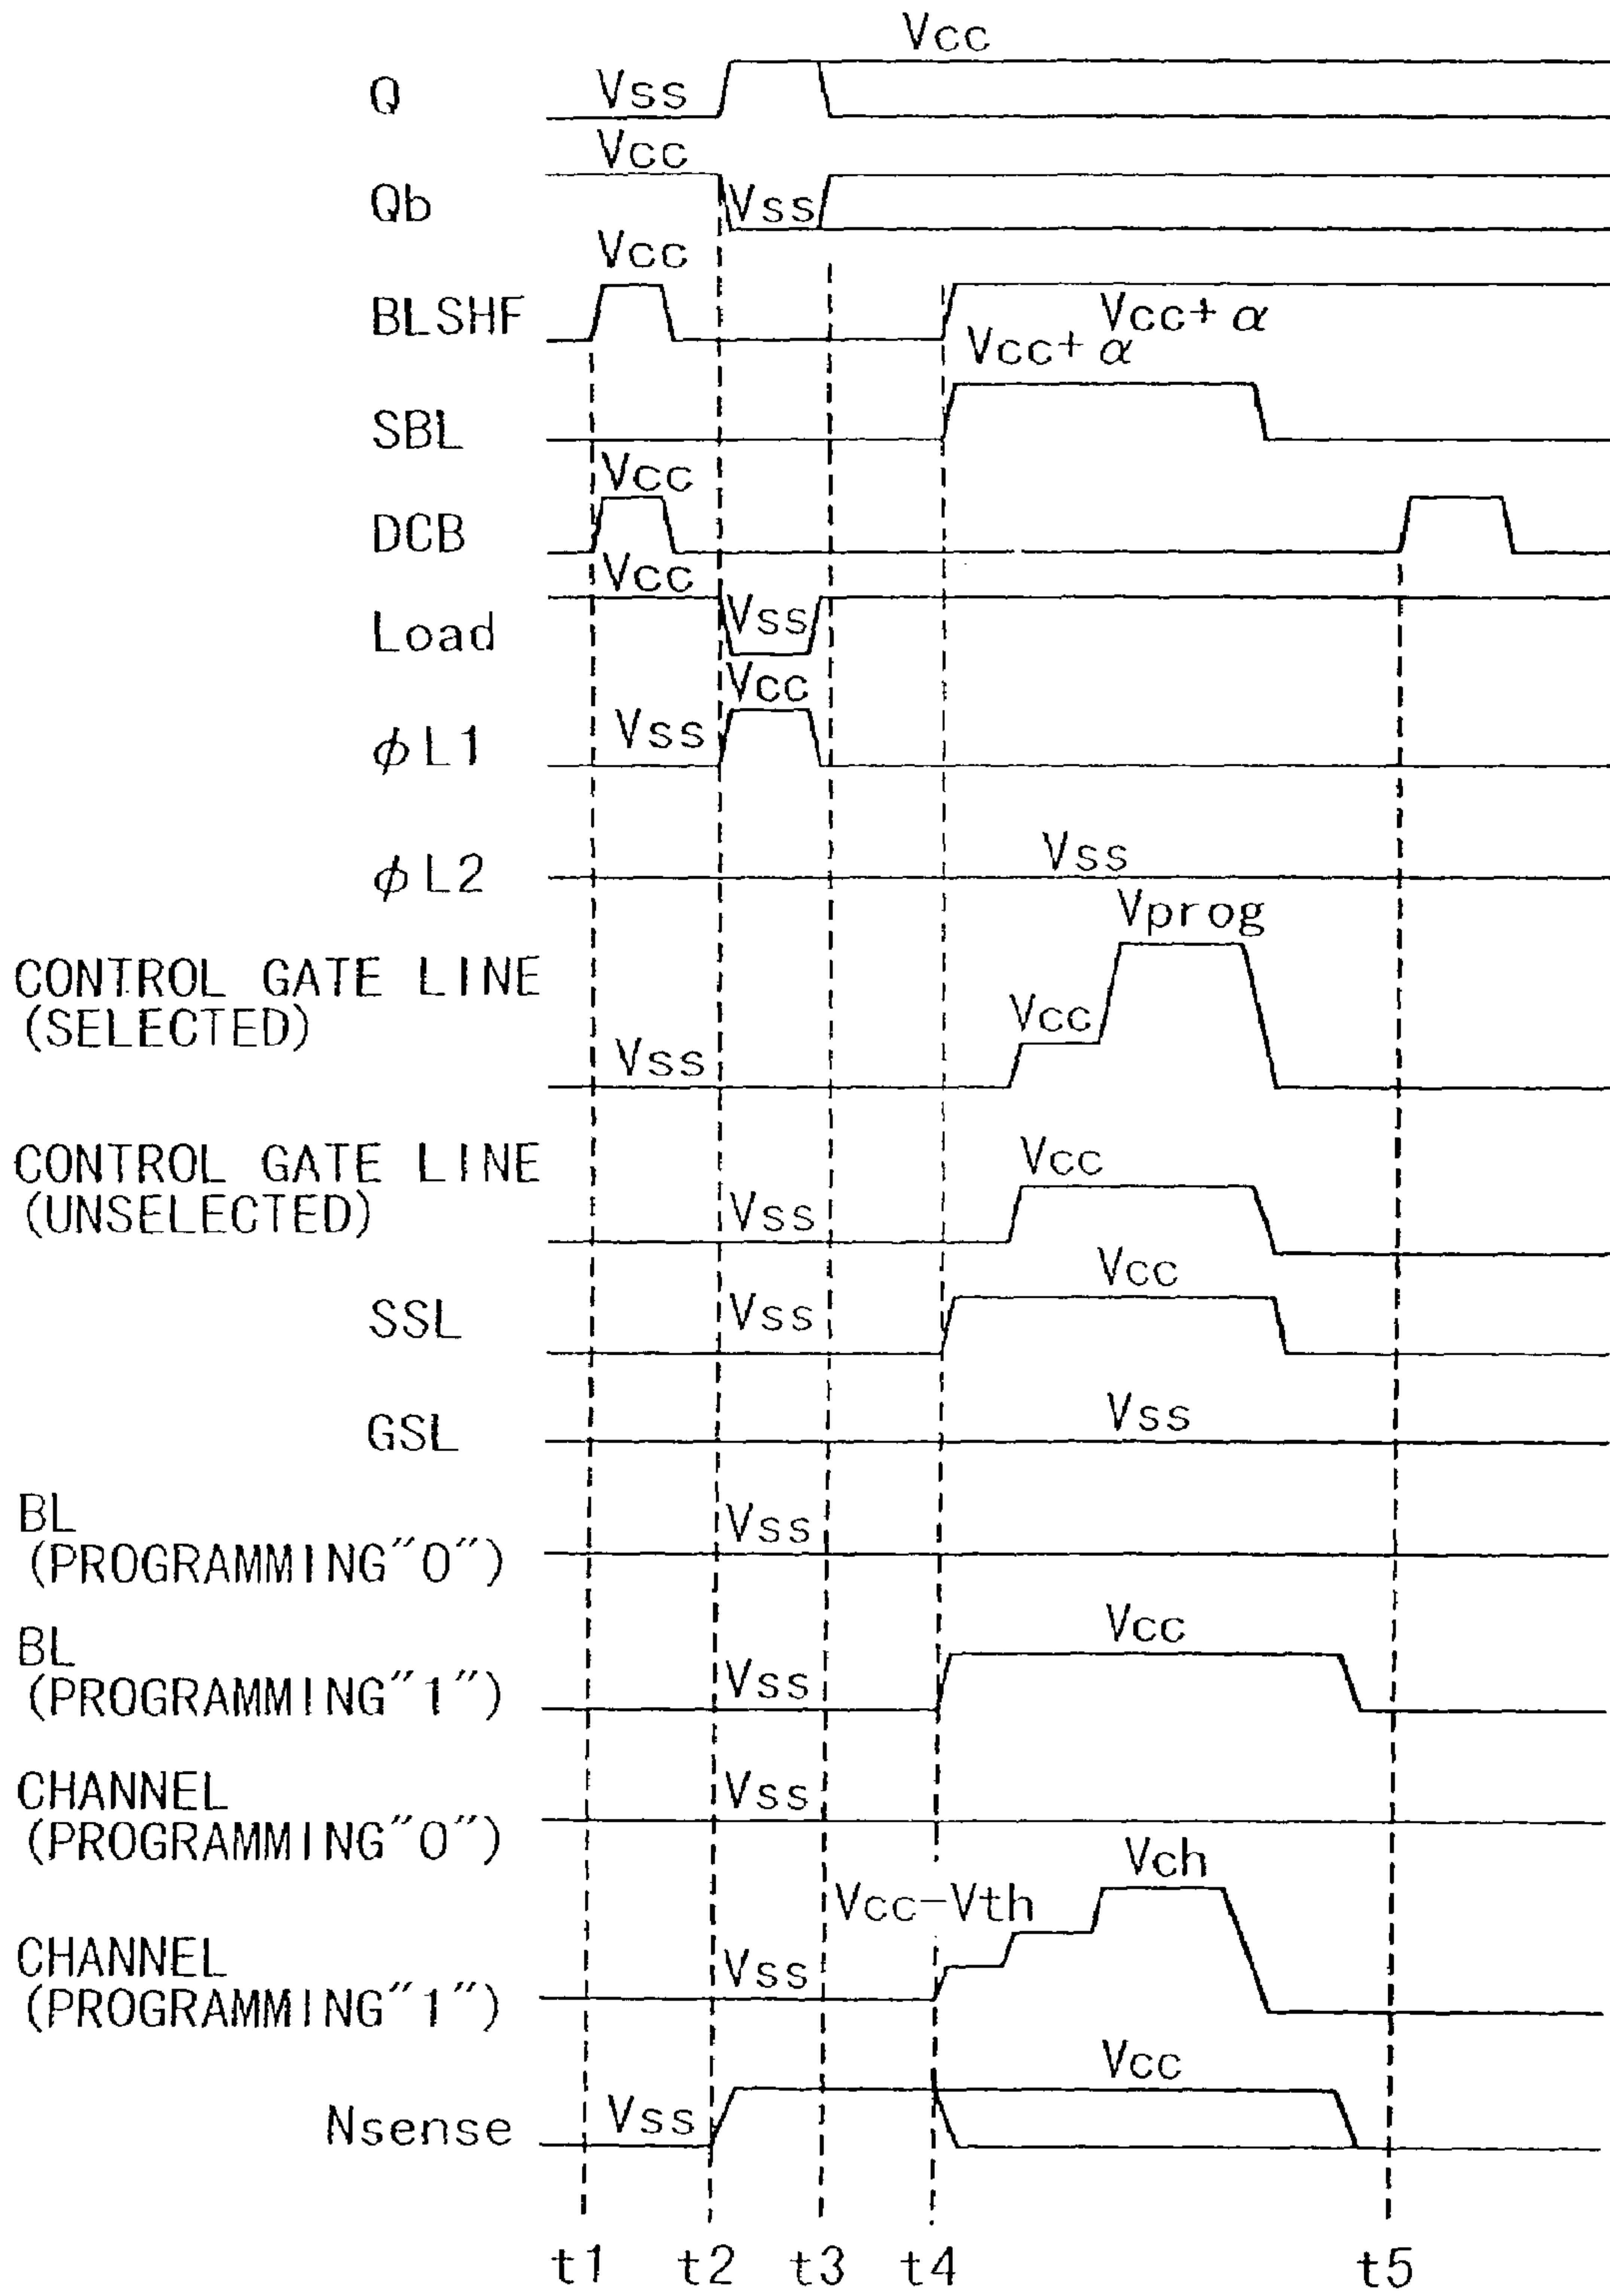 Vcc
Q Vss
Vcc
Qb Vss
Vcc
BLSHF Vcc+α
Vcc+α
SBL
Vcc
DCB
Vcc
Load Vss
Vcc
φL1 Vss
φL2 Vss
Vprog
CONTROL GATE LINE
(SELECTED) Vcc
Vss
CONTROL GATE LINE Vcc
(UNSELECTED) Vss
Vcc
SSL Vss
GSL Vss
BL Vss
(PROGRAMMING"0")
BL Vcc
(PROGRAMMING"1") Vss
CHANNEL Vss
(PROGRAMMING"0")
Vch
Vcc-Vth
CHANNEL Vss
(PROGRAMMING"1")
Vcc
Nsense Vss
t1 t2 t3 t4 t5